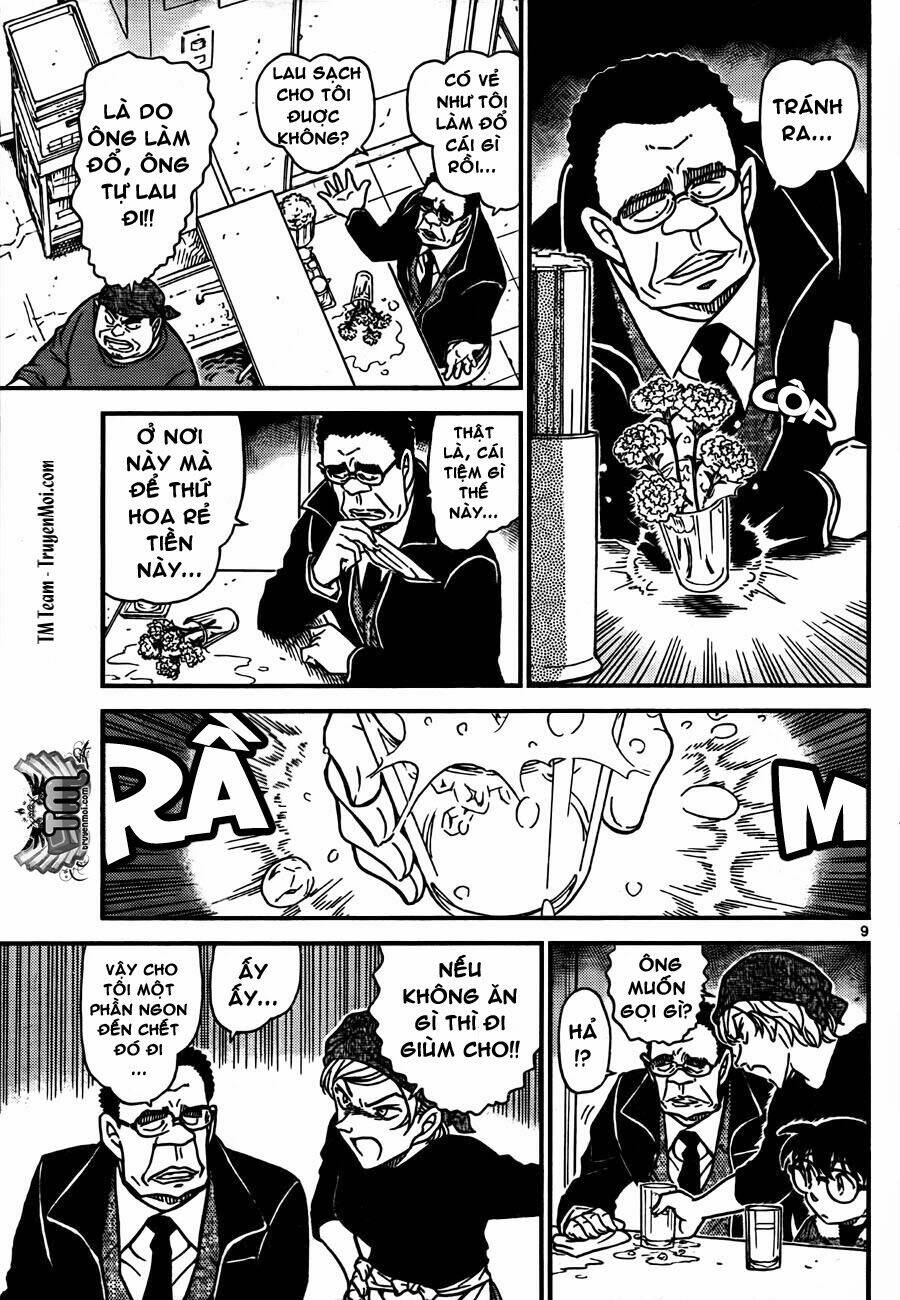 TRÁNH
RA...
CỘP
CÓ VẺ
NHƯ TÔI
LÀM ĐỔ
CÁI GÌ
RỒI...
LAU SẠCH
CHO TÔI
ĐƯỢC
KHÔNG?
LÀ DO
ÔNG LÀM
ĐỔ, ÔNG
TỰ LAU
ĐI!!
THẬT
LÀ, CÁI
TIỆM GÌ
THẾ
NÀY...
Ở NƠI
NÀY MÀ
ĐỂ THỨ
HOA RẺ
TIỀN
NÀY...
TM Team - TruyenMoi.com
RẦ M
TM
truyenmoi.com
9
ÔNG
MUỐN
GỌI GÌ?
HẢ
!?
NẾU
KHÔNG ĂN
GÌ THÌ ĐI
GIÙM
CHO!!
ẤY
ẤY...
VẬY CHO
TÔI MỘT
PHẦN NGON
ĐẾN CHẾT
ĐÓ ĐI
...